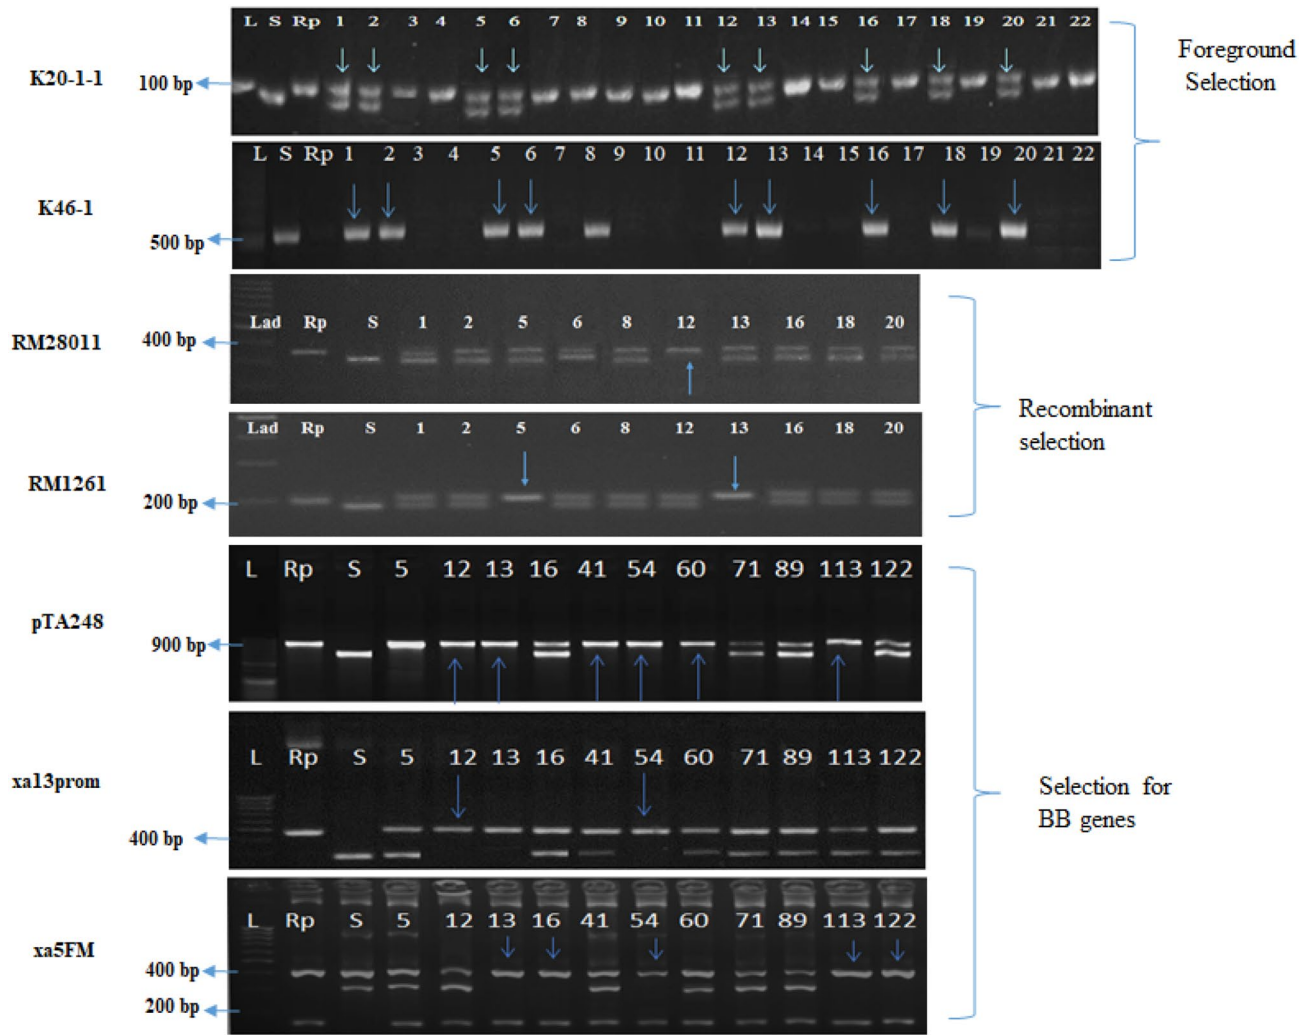 L S Rp 1 2 3 4 5 6 7 8 9 10 11 12 13 14 15 16 17 18 19 20 21 22
K20-1-1
100 bp
Foreground
Selection
L S Rp 1 2 3 4 5 6 7 8 9 10 11 12 13 14 15 16 17 18 19 20 21 22
K46-1
500 bp
Lad Rp S 1 2 5 6 8 12 13 16 18 20
RM28011
400 bp
Recombinant
selection
Lad Rp S 1 2 5 6 8 12 13 16 18 20
RM1261
200 bp
L Rp S 5 12 13 16 41 54 60 71 89 113 122
pTA248
900 bp
L Rp S 5 12 13 16 41 54 60 71 89 113 122
xa13prom
400 bp
Selection for
BB genes
L Rp S 5 12 13 16 41 54 60 71 89 113 122
xa5FM
400 bp
200 bp